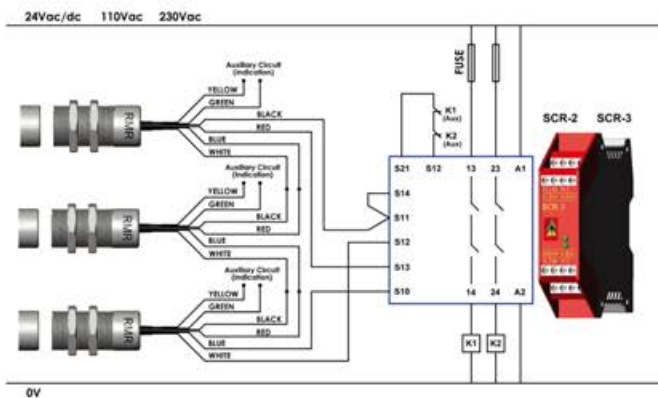 24Vac/dc 110Vac 230Vac
Auxiliary Circuit
(Indication)
YELLOW
GREEN
BLACK
RED
BLUE
WHITE
RMR
Auxiliary Circuit
(Indication)
YELLOW
GREEN
BLACK
RED
BLUE
WHITE
RMR
Auxiliary Circuit
(Indication)
YELLOW
GREEN
BLACK
RED
BLUE
WHITE
RMR
FUSE
K1
(Aux)
K2
(Aux)
S21 S12 13 23 A1
S14
S11
S12
S13
S10
14 24 A2
K1 K2
SCR-2 SCR-3
0V